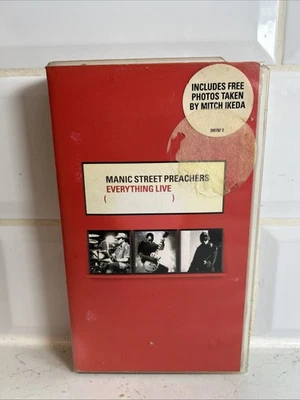 INCLUDES FREE
PHOTOS TAKEN
BY MITCH IKEDA
MANIC STREET PREACHERS
EVERYTHING LIVE
( )